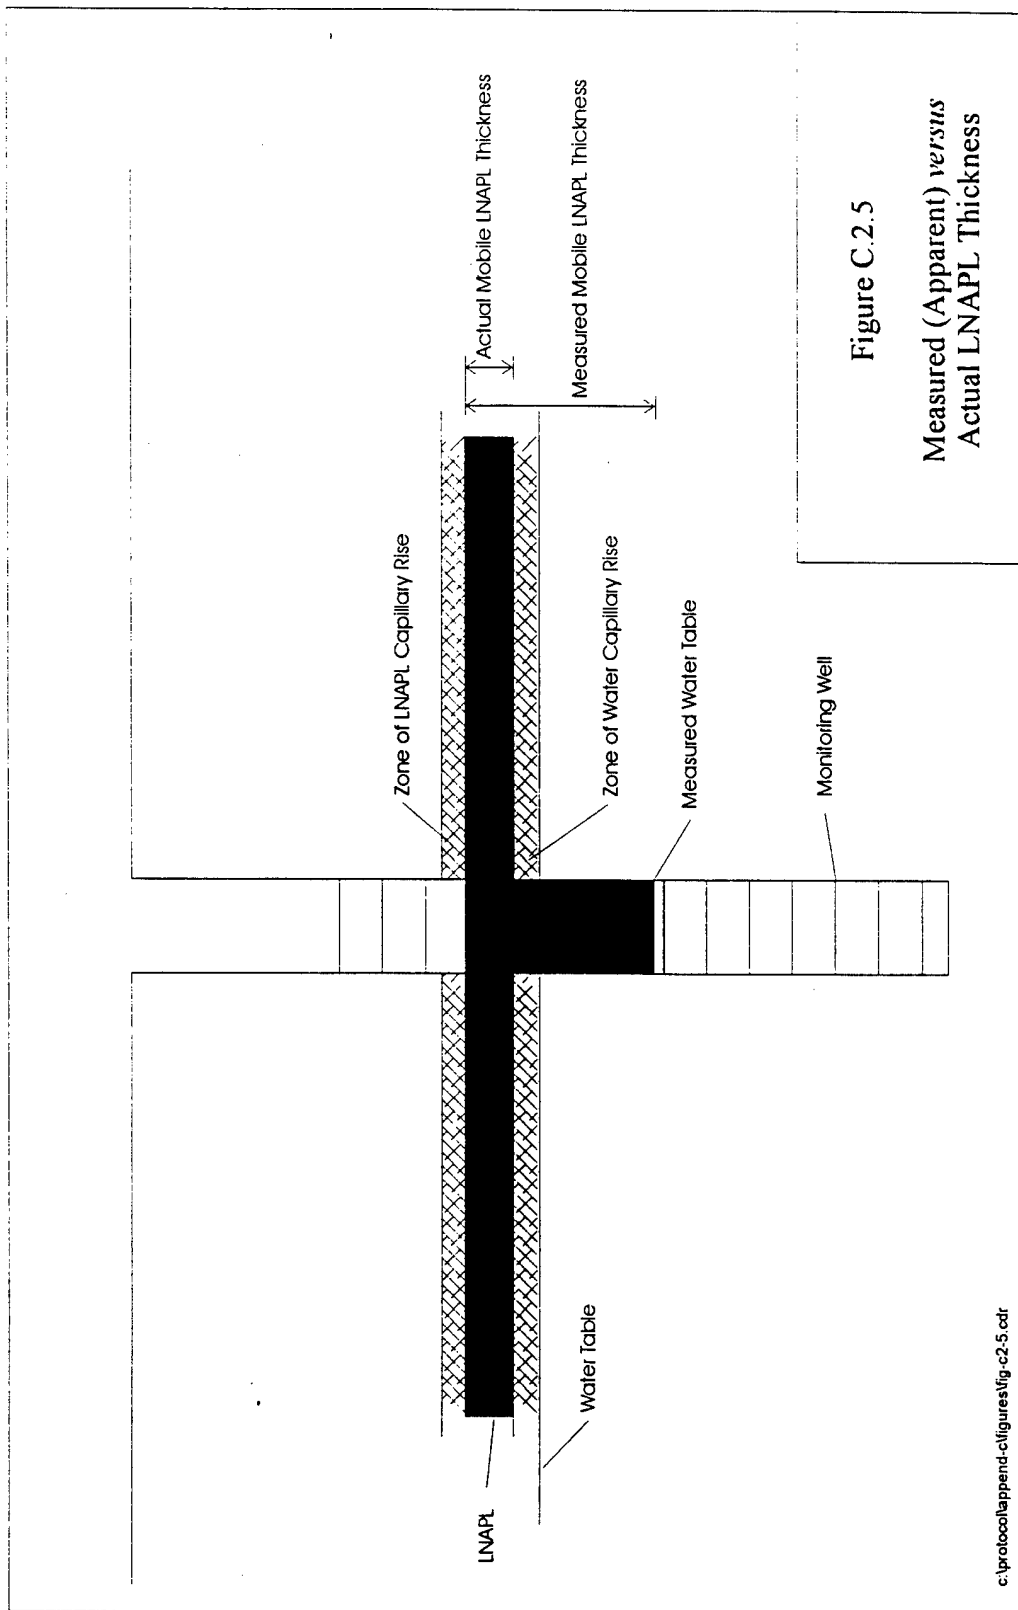 Actual Mobile LNAPL Thickness
Measured Mobile LNAPL Thickness
Zone of LNAPL Capillary Rise
Zone of Water Capillary Rise
Measured Water Table
Monitoring Well
LNAPL
Water Table
Figure C.2.5
Measured (Apparent) versus
Actual LNAPL Thickness
c:\protocol\append-c\figures\fig-c2-5.cdr